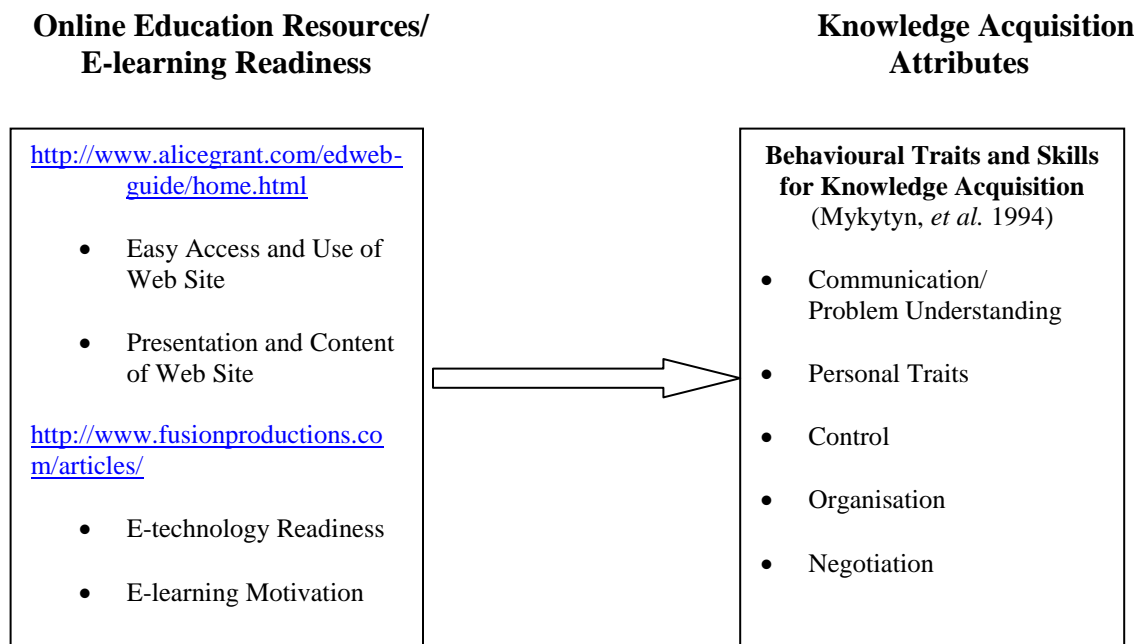 Online Education Resources/
E-learning Readiness
http://www.alicegrant.com/edweb-
guide/home.html
• Easy Access and Use of
Web Site
• Presentation and Content
of Web Site
http://www.fusionproductions.co
m/articles/
• E-technology Readiness
• E-learning Motivation
Knowledge Acquisition
Attributes
Behavioural Traits and Skills
for Knowledge Acquisition
(Mykytyn, et al. 1994)
• Communication/
Problem Understanding
• Personal Traits
• Control
• Organisation
• Negotiation